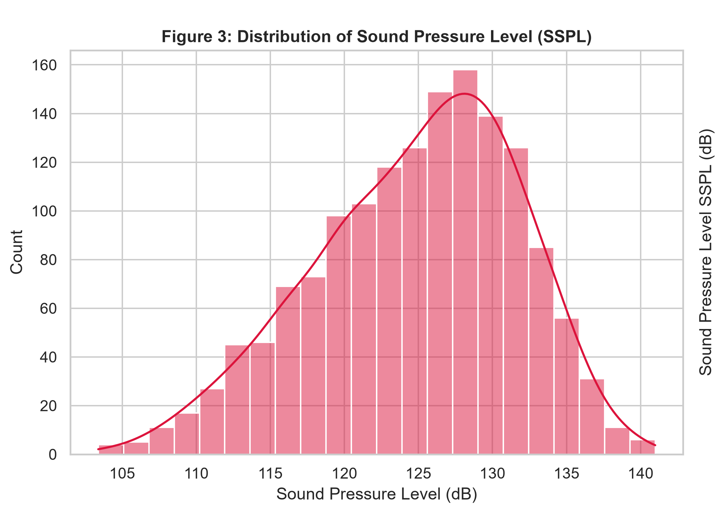 Figure 3: Distribution of Sound Pressure Level (SSPL)
160
140
120
100
80
60
40
20
0
Count
105 110 115 120 125 130 135 140
Sound Pressure Level (dB)
Sound Pressure Level SSPL (dB)